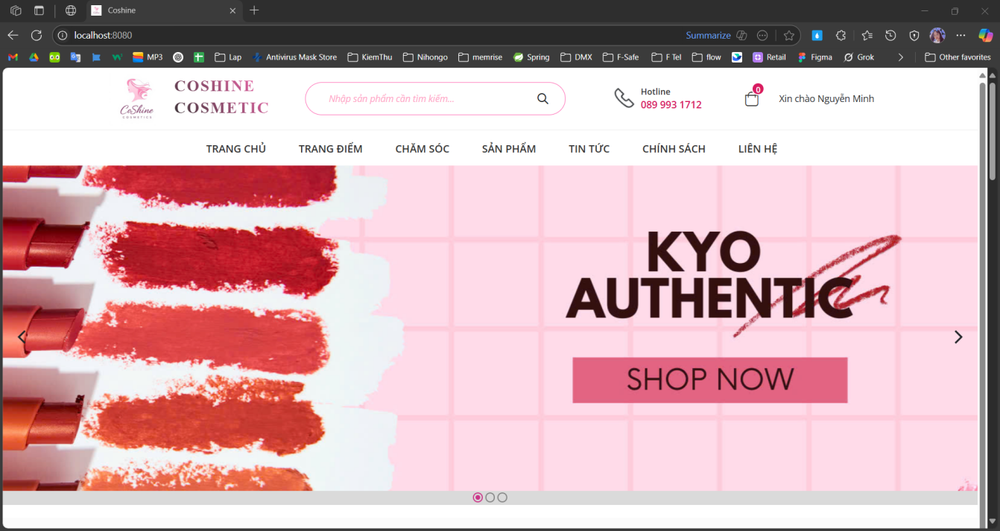 Coshine
localhost:8080
Summarize
MP3
Lap
Antivirus Mask Store
KiemThu
Nihongo
memrise
Spring
DMX
F-Safe
F Tel
flow
Retail
Figma
Grok
Other favorites
CoShine
COSMETICS
COSHINE
COSMETIC
Nhập sản phẩm cần tìm kiếm...
Hotline
089 993 1712
0
Xin chào Nguyễn Minh
TRANG CHỦ
TRANG ĐIỂM
CHĂM SÓC
SẢN PHẨM
TIN TỨC
CHÍNH SÁCH
LIÊN HỆ
KYO
AUTHENTIC
SHOP NOW